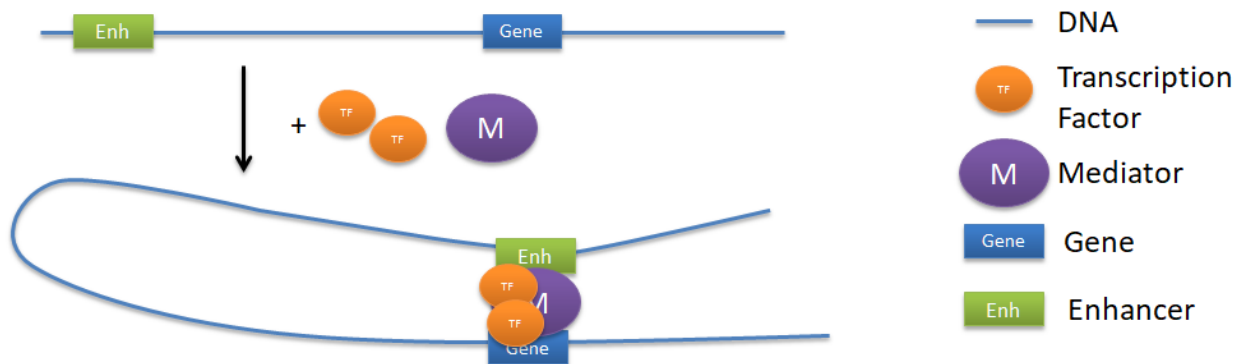 Enh
Gene
+
TF
TF
M
Enh
TF
M
TF
Gene
DNA
TF
Transcription
Factor
M
Mediator
Gene
Gene
Enh
Enhancer